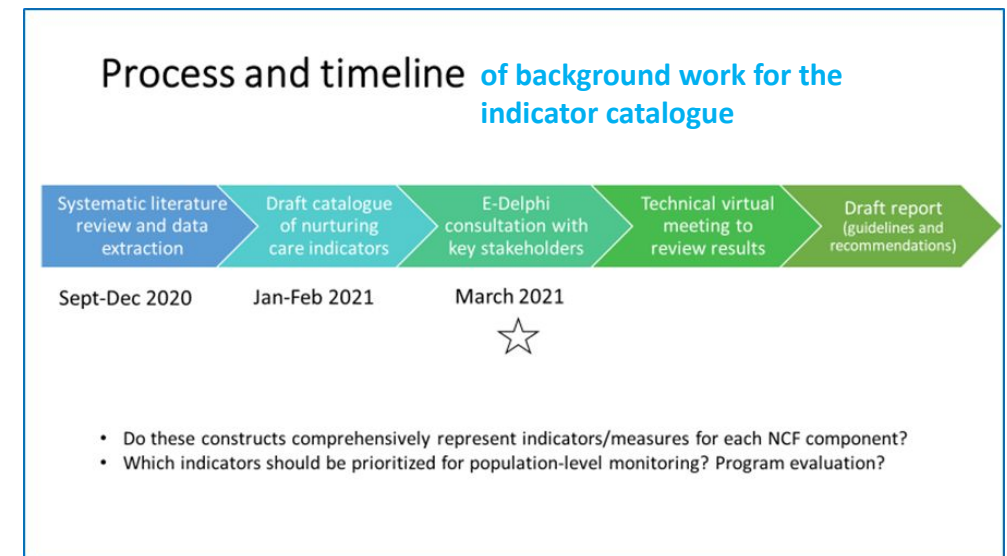 Process and timeline of background work for the
indicator catalogue
Systematic literature
review and data
extraction
Draft catalogue
of nurturing
care indicators
E-Delphi
consultation with
key stakeholders
Technical virtual
meeting to
review results
Draft report
(guidelines and
recommendations)
Sept-Dec 2020
Jan-Feb 2021
March 2021
• Do these constructs comprehensively represent indicators/measures for each NCF component?
• Which indicators should be prioritized for population-level monitoring? Program evaluation?